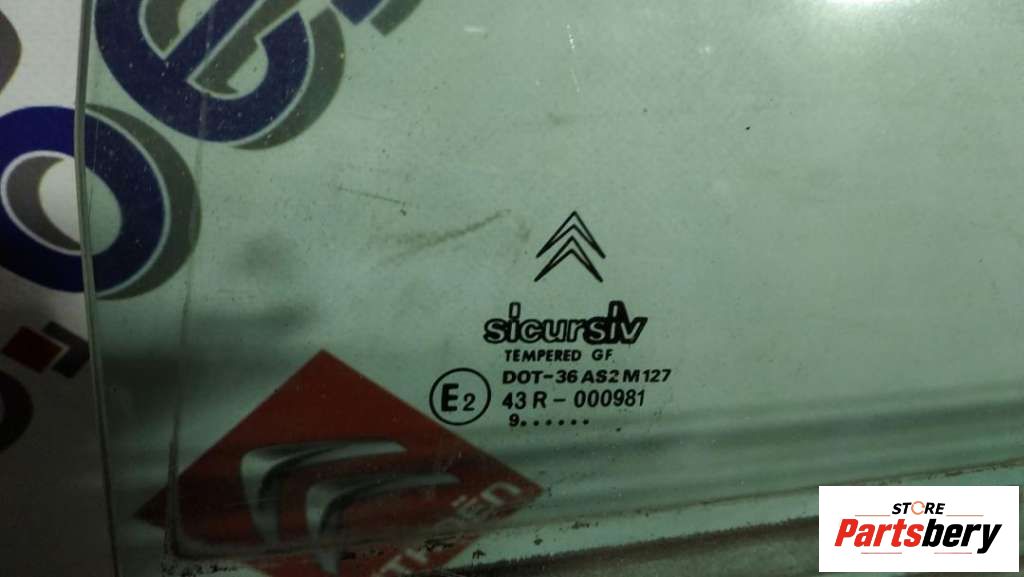 sicursiv
TEMPERED GF
DOT-36 AS2 M127
E2
43 R - 000981
9......
STORE
Partsbery